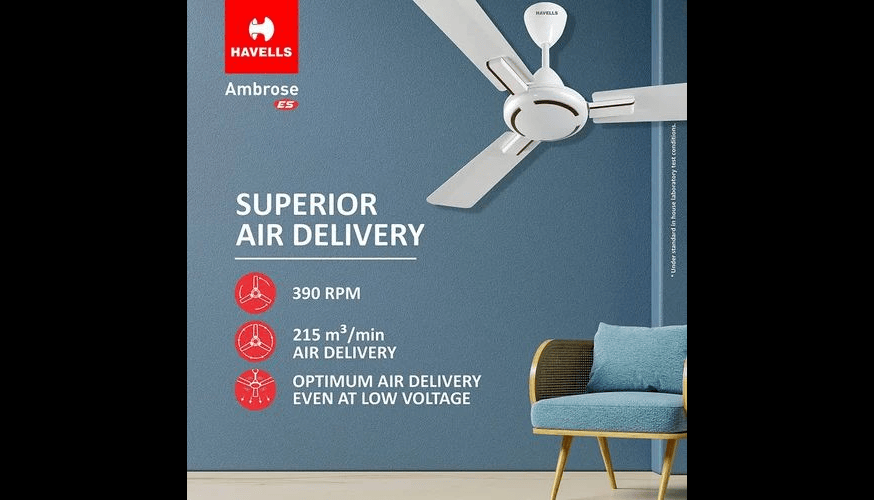 HAVELLS
HAVELLS
Ambrose
ES
SUPERIOR
AIR DELIVERY
390 RPM
215 m³/min
AIR DELIVERY
OPTIMUM AIR DELIVERY
EVEN AT LOW VOLTAGE
* Under standard in house laboratory test conditions.